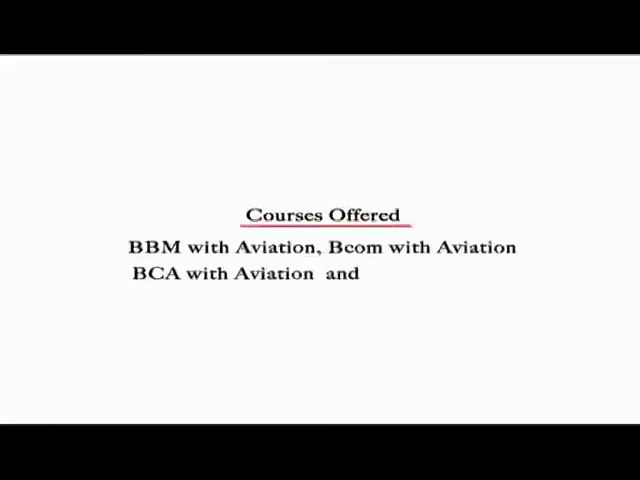 Courses Offered
BBM with Aviation, Bcom with Aviation
BCA with Aviation and